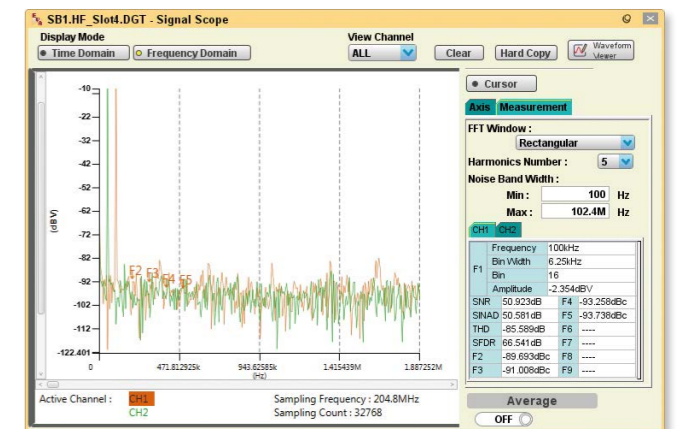 SB1.HF_Slot4.DGT - Signal Scope
Display Mode
View Channel
Time Domain Frequency Domain ALL Clear Hard Copy Waveform Viewer
Cursor
Axis Measurement
FFT Window :
Rectangular
Harmonics Number : 5
Noise Band Width :
Min : 100 Hz
Max : 102.4M Hz
CH1 CH2
F1 Frequency 100kHz
Bin Width 6.25kHz
Bin 16
Amplitude -2.354dBV
SNR 50.923dB F4 -93.258dBc
SINAD 50.581dB F5 -93.738dBc
THD -85.589dB F6 ----
SFDR 66.541dB F7 ----
F2 -89.693dBc F8 ----
F3 -91.008dBc F9 ----
Average
OFF
(dBV)
-10
-22
-32
-42
-52
-62
-72
-82
-92
-102
-112
-122.401
F2 F3 F4 F5
0 471.812925k 943.62585k 1.415439M 1.887252M
(Hz)
Active Channel : CH1 Sampling Frequency : 204.8MHz
CH2 Sampling Count : 32768